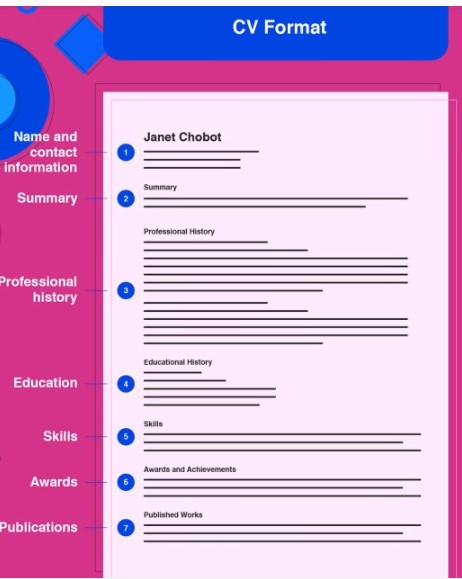 CV Format
Name and
contact
information
1
Janet Chobot
Summary
2
Summary
Professional
history
3
Professional History
Education
4
Educational History
Skills
5
Skills
Awards
6
Awards and Achievements
Publications
7
Published Works